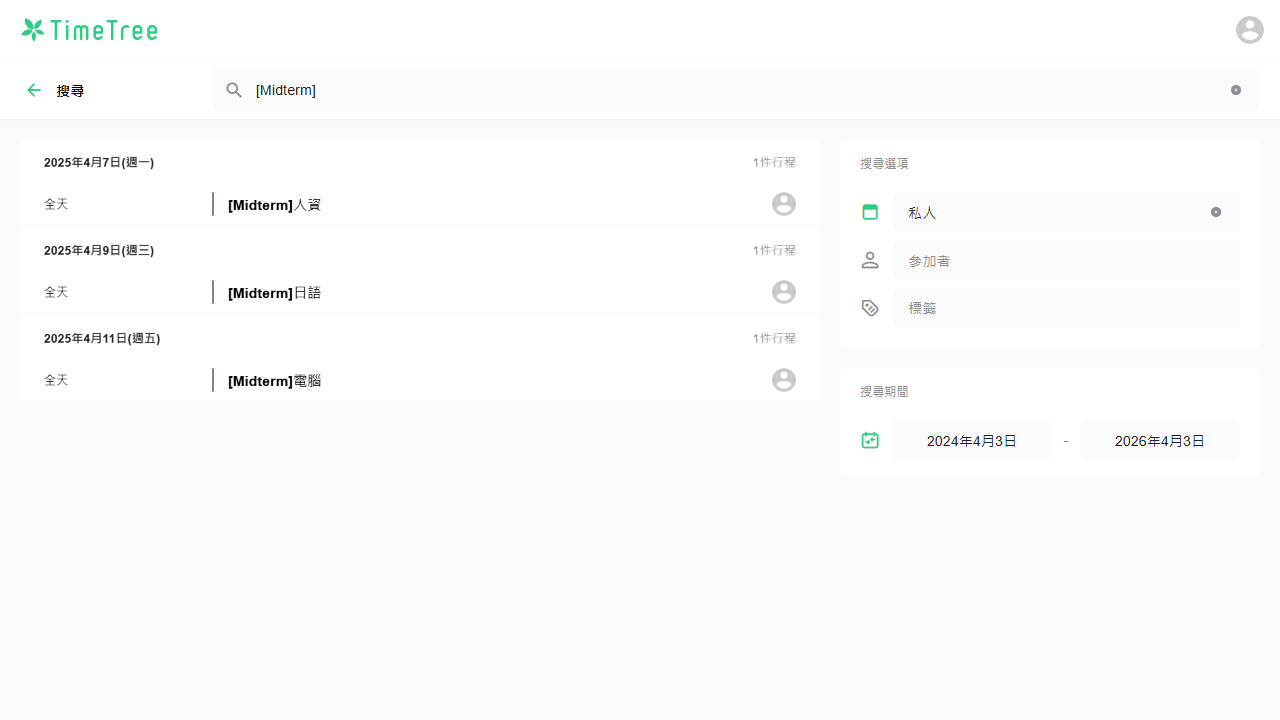 TimeTree
搜尋
[Midterm]
2025年4月7日(週一)
1件行程
全天
[Midterm]人資
2025年4月9日(週三)
1件行程
全天
[Midterm]日語
2025年4月11日(週五)
1件行程
全天
[Midterm]電腦
搜尋選項
私人
參加者
標籤
搜尋期間
2024年4月3日 - 2026年4月3日